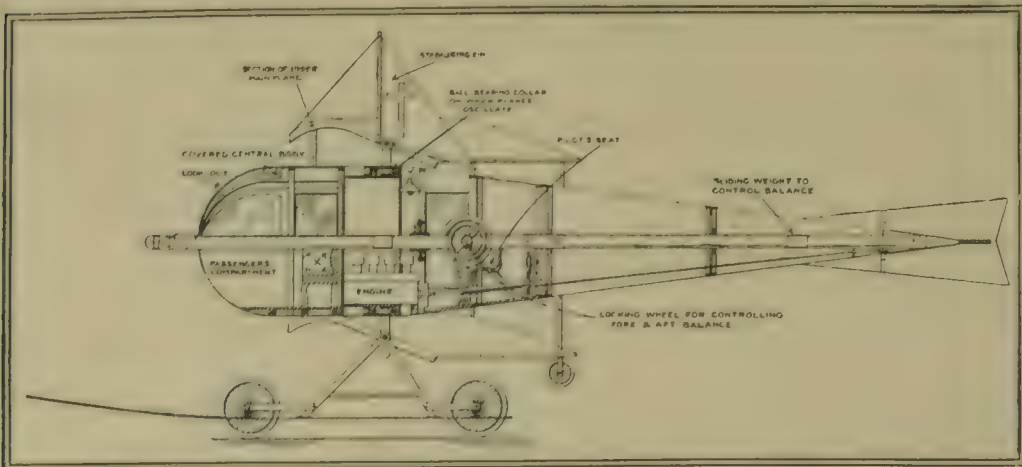 SECTION OF UPPER
MAIN PLANE
STABILISING FIN
BALL BEARING COLLAR
ON WHICH PLANES
OSCILLATE
PILOT'S SEAT
COVERED CENTRAL BODY
LOOK OUT
SLIDING WEIGHT TO
CONTROL BALANCE
PASSENGERS
COMPARTMENT
ENGINE
LOCKING WHEEL FOR CONTROLLING
FORE & AFT BALANCE